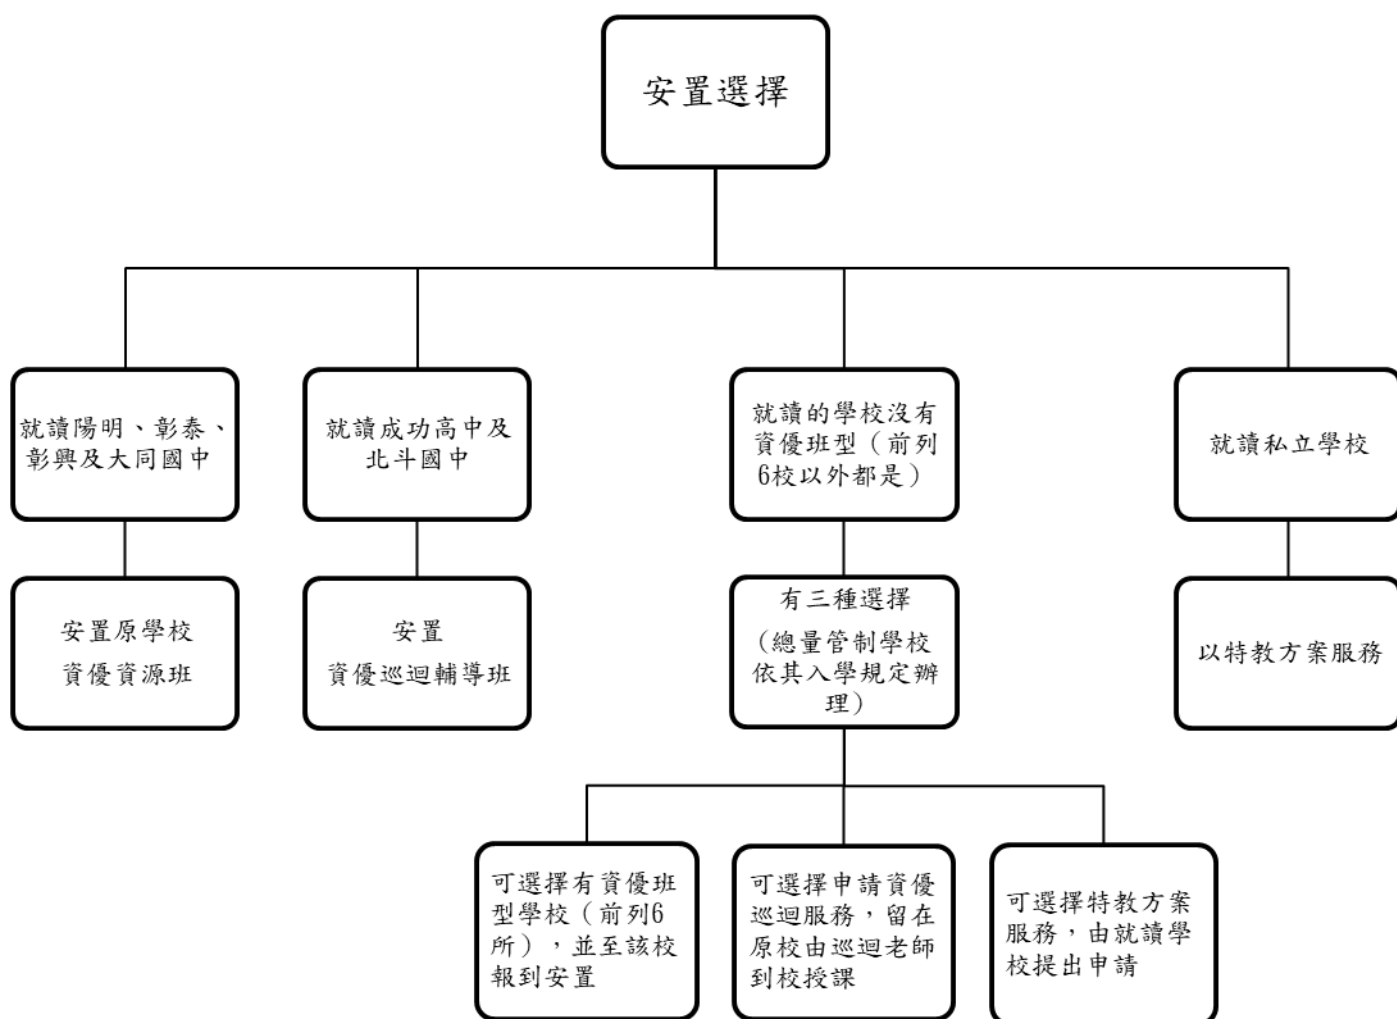 安置選擇
就讀陽明、彰泰、
彰興及大同國中
就讀成功高中及
北斗國中
就讀的學校沒有
資優班型（前列
6校以外都是）
就讀私立學校
安置原學校
資優資源班
安置
資優巡迴輔導班
有三種選擇
（總量管制學校
依其入學規定辦
理）
以特教方案服務
可選擇有資優班
型學校（前列6
所），並至該校
報到安置
可選擇申請資優
巡迴服務，留在
原校由巡迴老師
到校授課
可選擇特教方案
服務，由就讀學
校提出申請